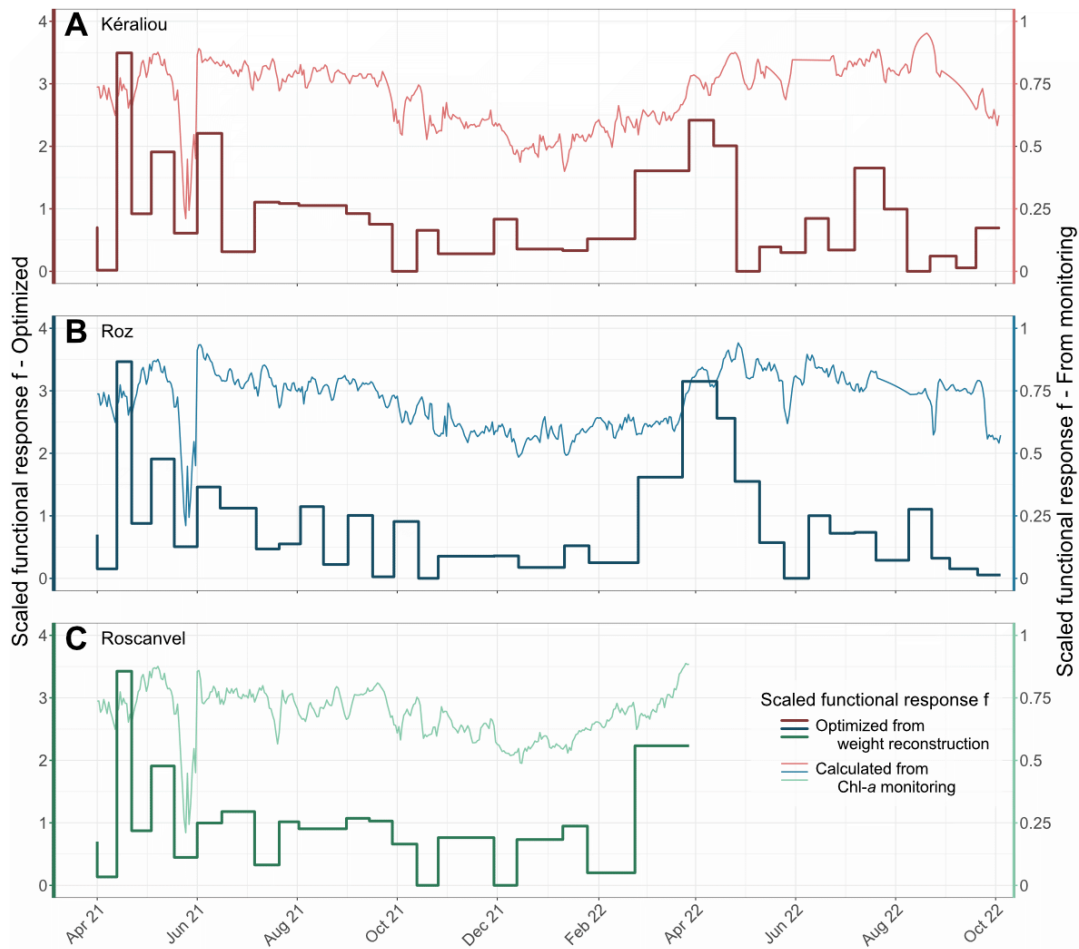 Scaled functional response f - Optimized
Scaled functional response f - From monitoring
A Kéraliou
4
3
2
1
0
1
0.75
0.5
0.25
0
B Roz
4
3
2
1
0
1
0.75
0.5
0.25
0
C Roscanvel
4
3
2
1
0
1
0.75
0.5
0.25
0
Scaled functional response f
Optimized from
weight reconstruction
Calculated from
Chl-a monitoring
Apr 21
Jun 21
Aug 21
Oct 21
Dec 21
Feb 22
Apr 22
Jun 22
Aug 22
Oct 22